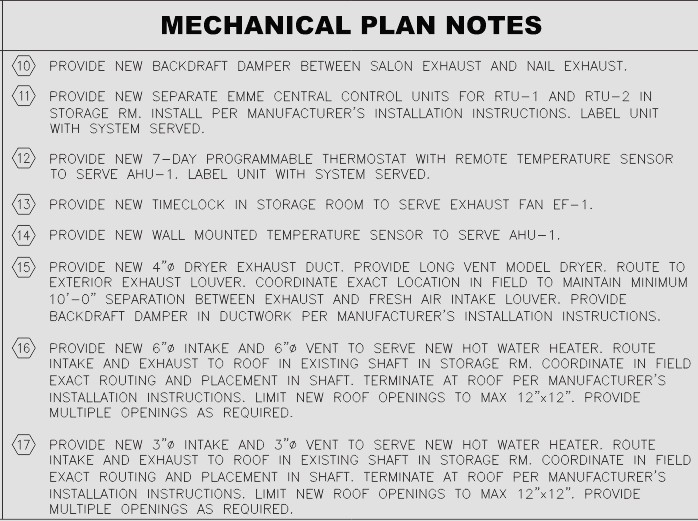 MECHANICAL PLAN NOTES
10 PROVIDE NEW BACKDRAFT DAMPER BETWEEN SALON EXHAUST AND NAIL EXHAUST.
11 PROVIDE NEW SEPARATE EMME CENTRAL CONTROL UNITS FOR RTU-1 AND RTU-2 IN
STORAGE RM. INSTALL PER MANUFACTURER'S INSTALLATION INSTRUCTIONS. LABEL UNIT
WITH SYSTEM SERVED.
12 PROVIDE NEW 7-DAY PROGRAMMABLE THERMOSTAT WITH REMOTE TEMPERATURE SENSOR
TO SERVE AHU-1. LABEL UNIT WITH SYSTEM SERVED.
13 PROVIDE NEW TIMECLOCK IN STORAGE ROOM TO SERVE EXHAUST FAN EF-1.
14 PROVIDE NEW WALL MOUNTED TEMPERATURE SENSOR TO SERVE AHU-1.
15 PROVIDE NEW 4"ø DRYER EXHAUST DUCT. PROVIDE LONG VENT MODEL DRYER. ROUTE TO
EXTERIOR EXHAUST LOUVER. COORDINATE EXACT LOCATION IN FIELD TO MAINTAIN MINIMUM
10'-0" SEPARATION BETWEEN EXHAUST AND FRESH AIR INTAKE LOUVER. PROVIDE
BACKDRAFT DAMPER IN DUCTWORK PER MANUFACTURER'S INSTALLATION INSTRUCTIONS.
16 PROVIDE NEW 6"ø INTAKE AND 6"ø VENT TO SERVE NEW HOT WATER HEATER. ROUTE
INTAKE AND EXHAUST TO ROOF IN EXISTING SHAFT IN STORAGE RM. COORDINATE IN FIELD
EXACT ROUTING AND PLACEMENT IN SHAFT. TERMINATE AT ROOF PER MANUFACTURER'S
INSTALLATION INSTRUCTIONS. LIMIT NEW ROOF OPENINGS TO MAX 12"x12". PROVIDE
MULTIPLE OPENINGS AS REQUIRED.
17 PROVIDE NEW 3"ø INTAKE AND 3"ø VENT TO SERVE NEW HOT WATER HEATER. ROUTE
INTAKE AND EXHAUST TO ROOF IN EXISTING SHAFT IN STORAGE RM. COORDINATE IN FIELD
EXACT ROUTING AND PLACEMENT IN SHAFT. TERMINATE AT ROOF PER MANUFACTURER'S
INSTALLATION INSTRUCTIONS. LIMIT NEW ROOF OPENINGS TO MAX 12"x12". PROVIDE
MULTIPLE OPENINGS AS REQUIRED.